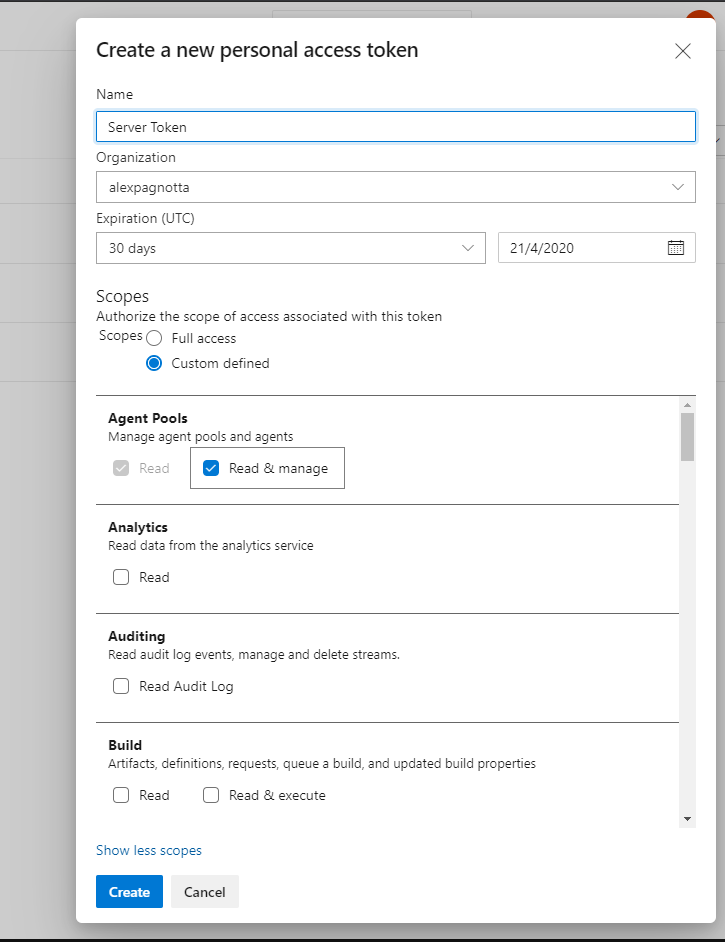 Create a new personal access token
Name
Server Token
Organization
alexpagnotta
Expiration (UTC)
30 days 21/4/2020
Scopes
Authorize the scope of access associated with this token
Scopes Full access
Custom defined
Agent Pools
Manage agent pools and agents
Read Read & manage
Analytics
Read data from the analytics service
Read
Auditing
Read audit log events, manage and delete streams.
Read Audit Log
Build
Artifacts, definitions, requests, queue a build, and updated build properties
Read Read & execute
Show less scopes
Create Cancel